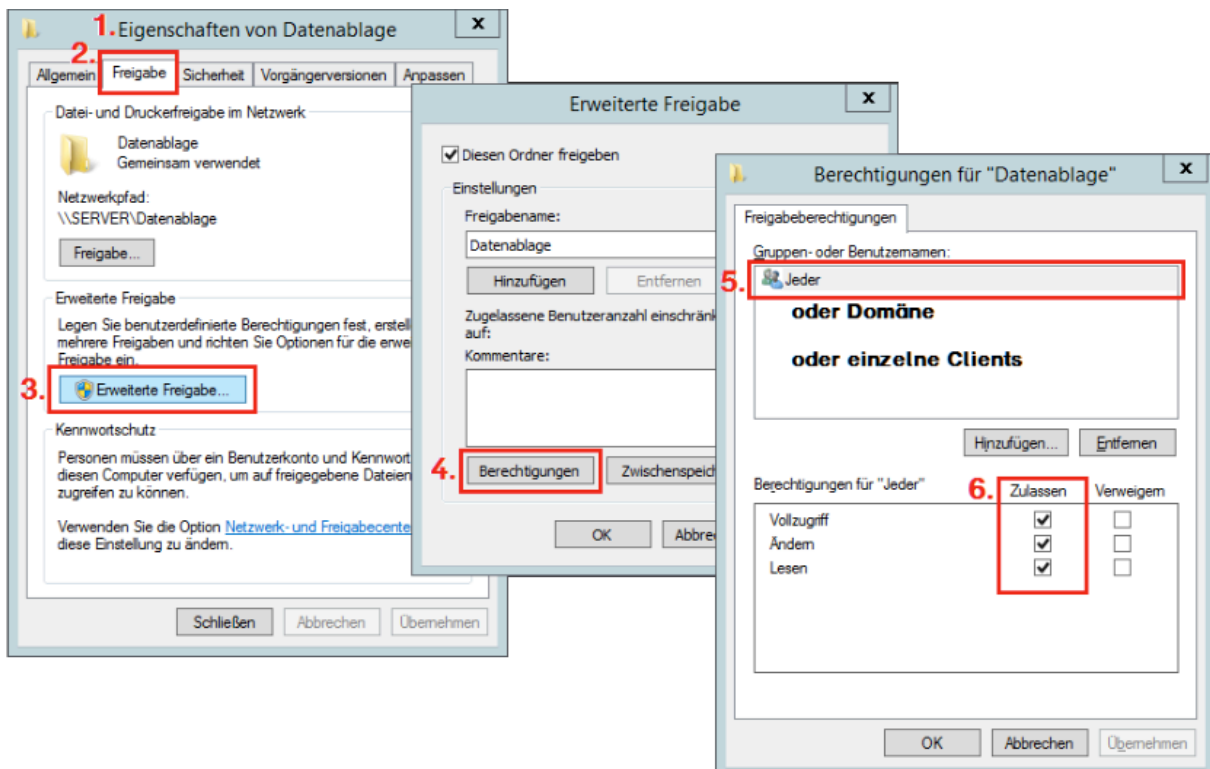 1. Eigenschaften von Datenablage
x
2.
Allgemein Freigabe Sicherheit Vorgängerversionen Anpassen
Datei- und Druckerfreigabe im Netzwerk
Datenablage
Gemeinsam verwendet
Netzwerkpfad:
\\SERVER\Datenablage
Freigabe...
Erweiterte Freigabe
Legen Sie benutzerdefinierte Berechtigungen fest, erstell
mehrere Freigaben und richten Sie Optionen für die erwei
Freigabe ein.
3. Erweiterte Freigabe...
Kennwortschutz
Personen müssen über ein Benutzerkonto und Kennwort
diesen Computer verfügen, um auf freigegebene Dateien
zugreifen zu können.
Verwenden Sie die Option Netzwerk- und Freigabecente
diese Einstellung zu ändern.
Schließen Abbrechen Übernehmen
Erweiterte Freigabe
x
Diesen Ordner freigeben
Einstellungen
Freigabename:
Datenablage
Hinzufügen Entfernen
Zugelassene Benutzeranzahl einschränk
auf:
Kommentare:
4. Berechtigungen Zwischenspeich
OK Abbre
Berechtigungen für "Datenablage"
x
Freigabeberechtigungen
Gruppen- oder Benutzernamen:
5. Jeder
oder Domäne
oder einzelne Clients
Hinzufügen... Entfernen
Berechtigungen für "Jeder" 6. Zulassen Verweigern
Vollzugriff
Ändern
Lesen
OK Abbrechen Übernehmen